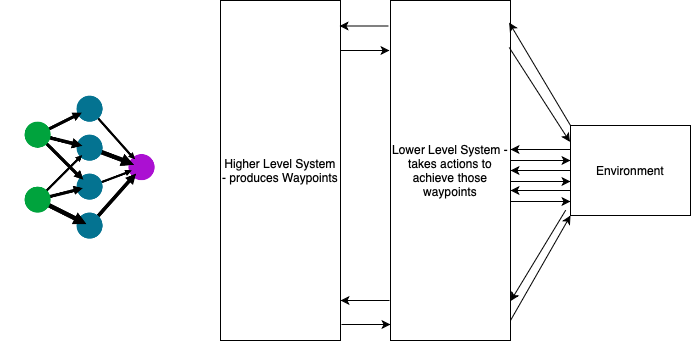 Higher Level System
- produces Waypoints
Lower Level System -
takes actions to
achieve those
waypoints
Environment